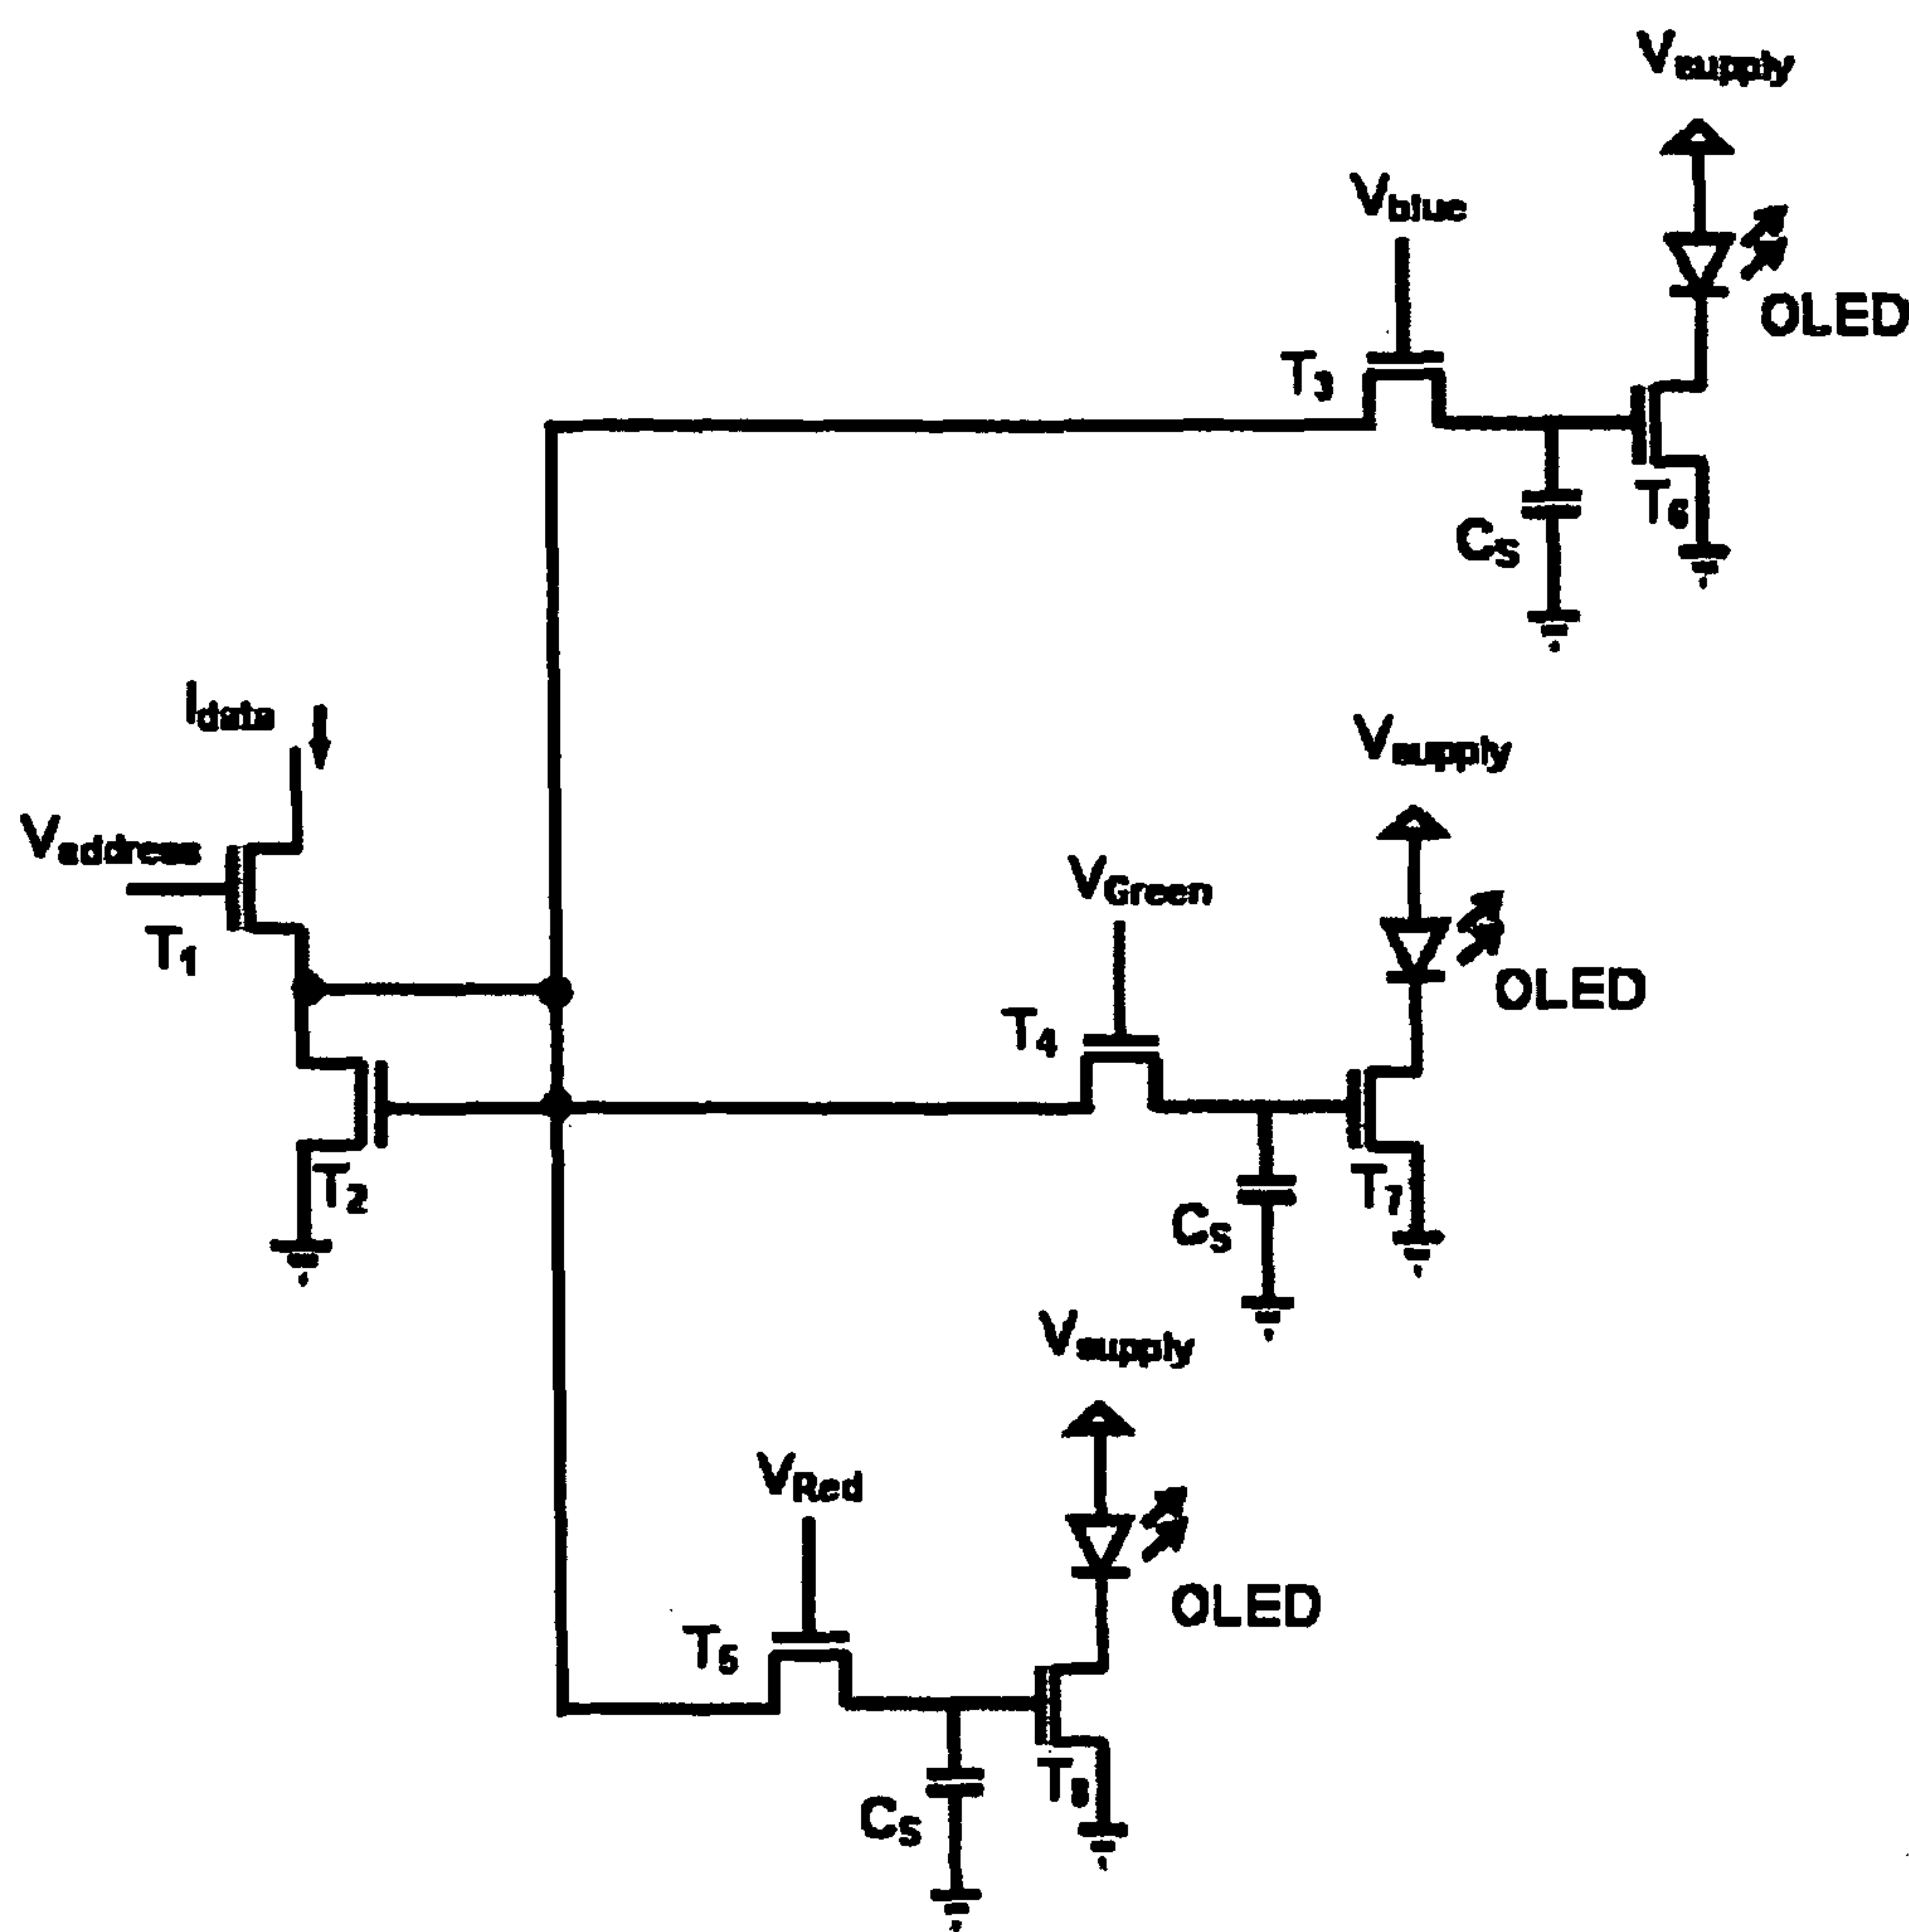 Vsupply
Vblue
OLED
T3
T6
Cs
Idata
Vsupply
Vaddress
VGreen
T1
OLED
T4
T2
T7
Cs
Vsupply
VRed
OLED
T5
T8
Cs